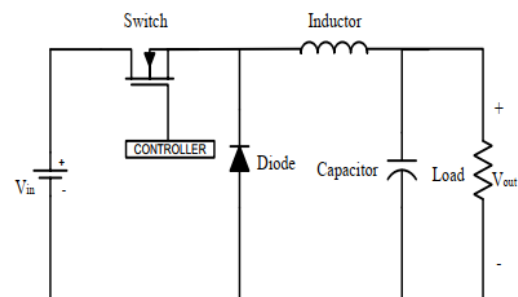 Switch
Inductor
CONTROLLER
Diode
Capacitor
Load
+
Vout
-
+
Vin
-